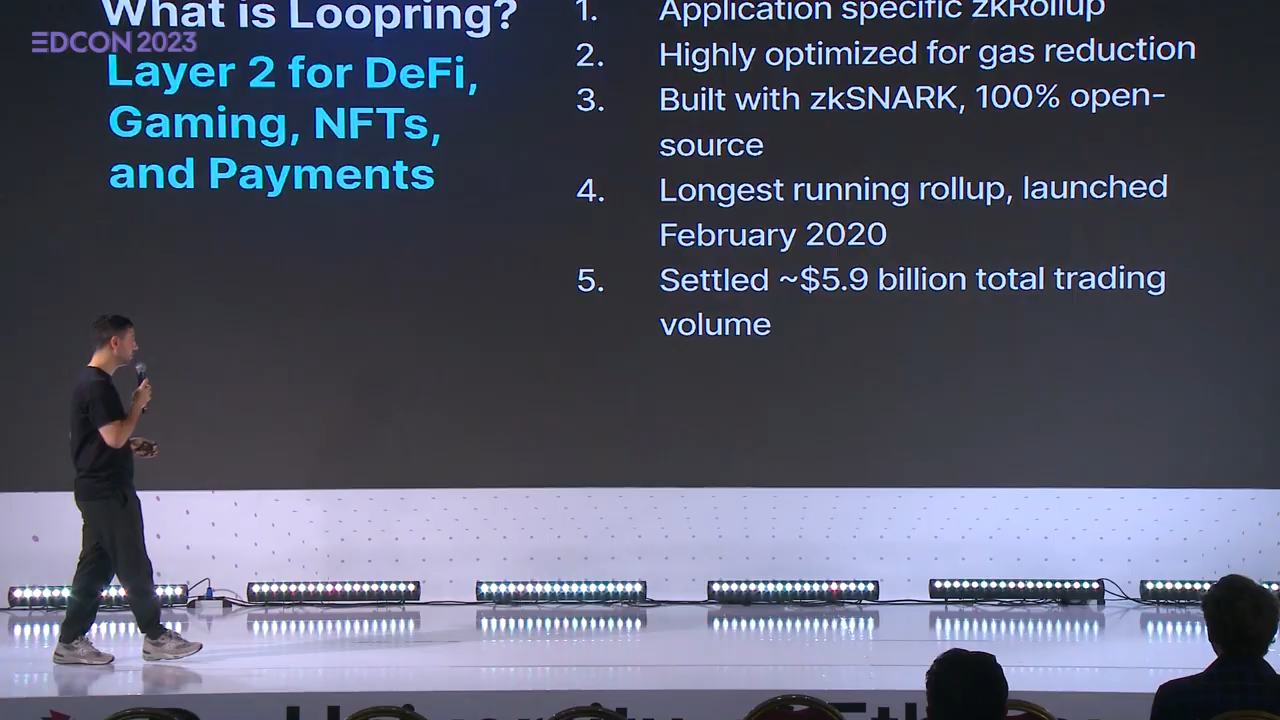 What is Loopring?
EDCON 2023
Layer 2 for DeFi,
Gaming, NFTs,
and Payments
1. Application specific zkRollup
2. Highly optimized for gas reduction
3. Built with zkSNARK, 100% open-
source
4. Longest running rollup, launched
February 2020
5. Settled ~$5.9 billion total trading
volume